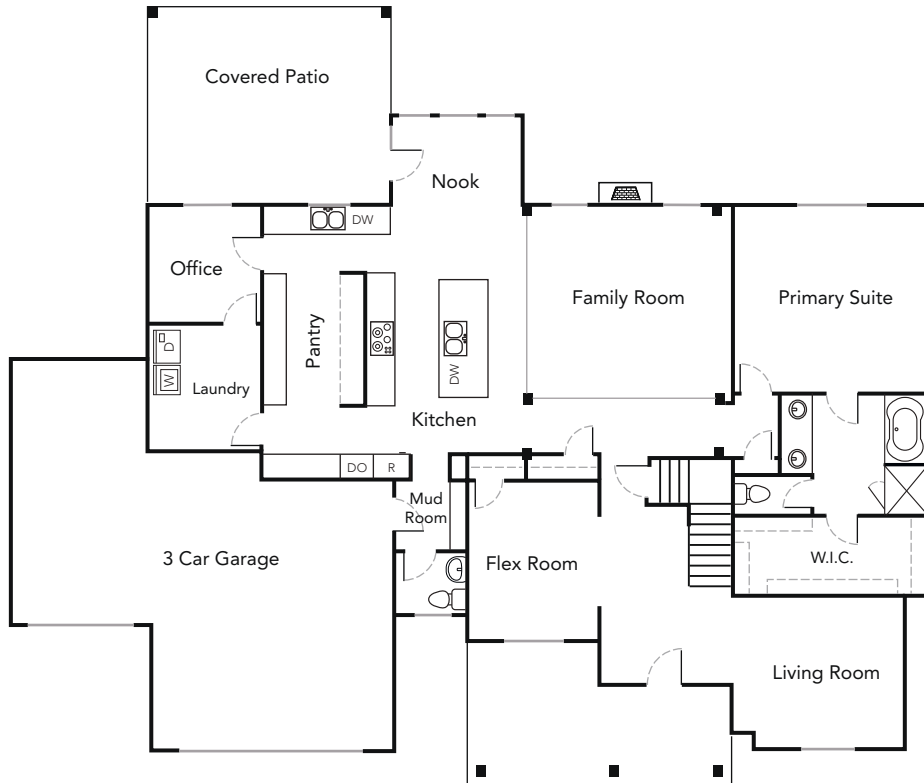 Covered Patio
Nook
DW
Office
Family Room
Primary Suite
Pantry
D
W
Laundry
DW
Kitchen
DO
R
Mud
Room
3 Car Garage
Flex Room
W.I.C.
Living Room